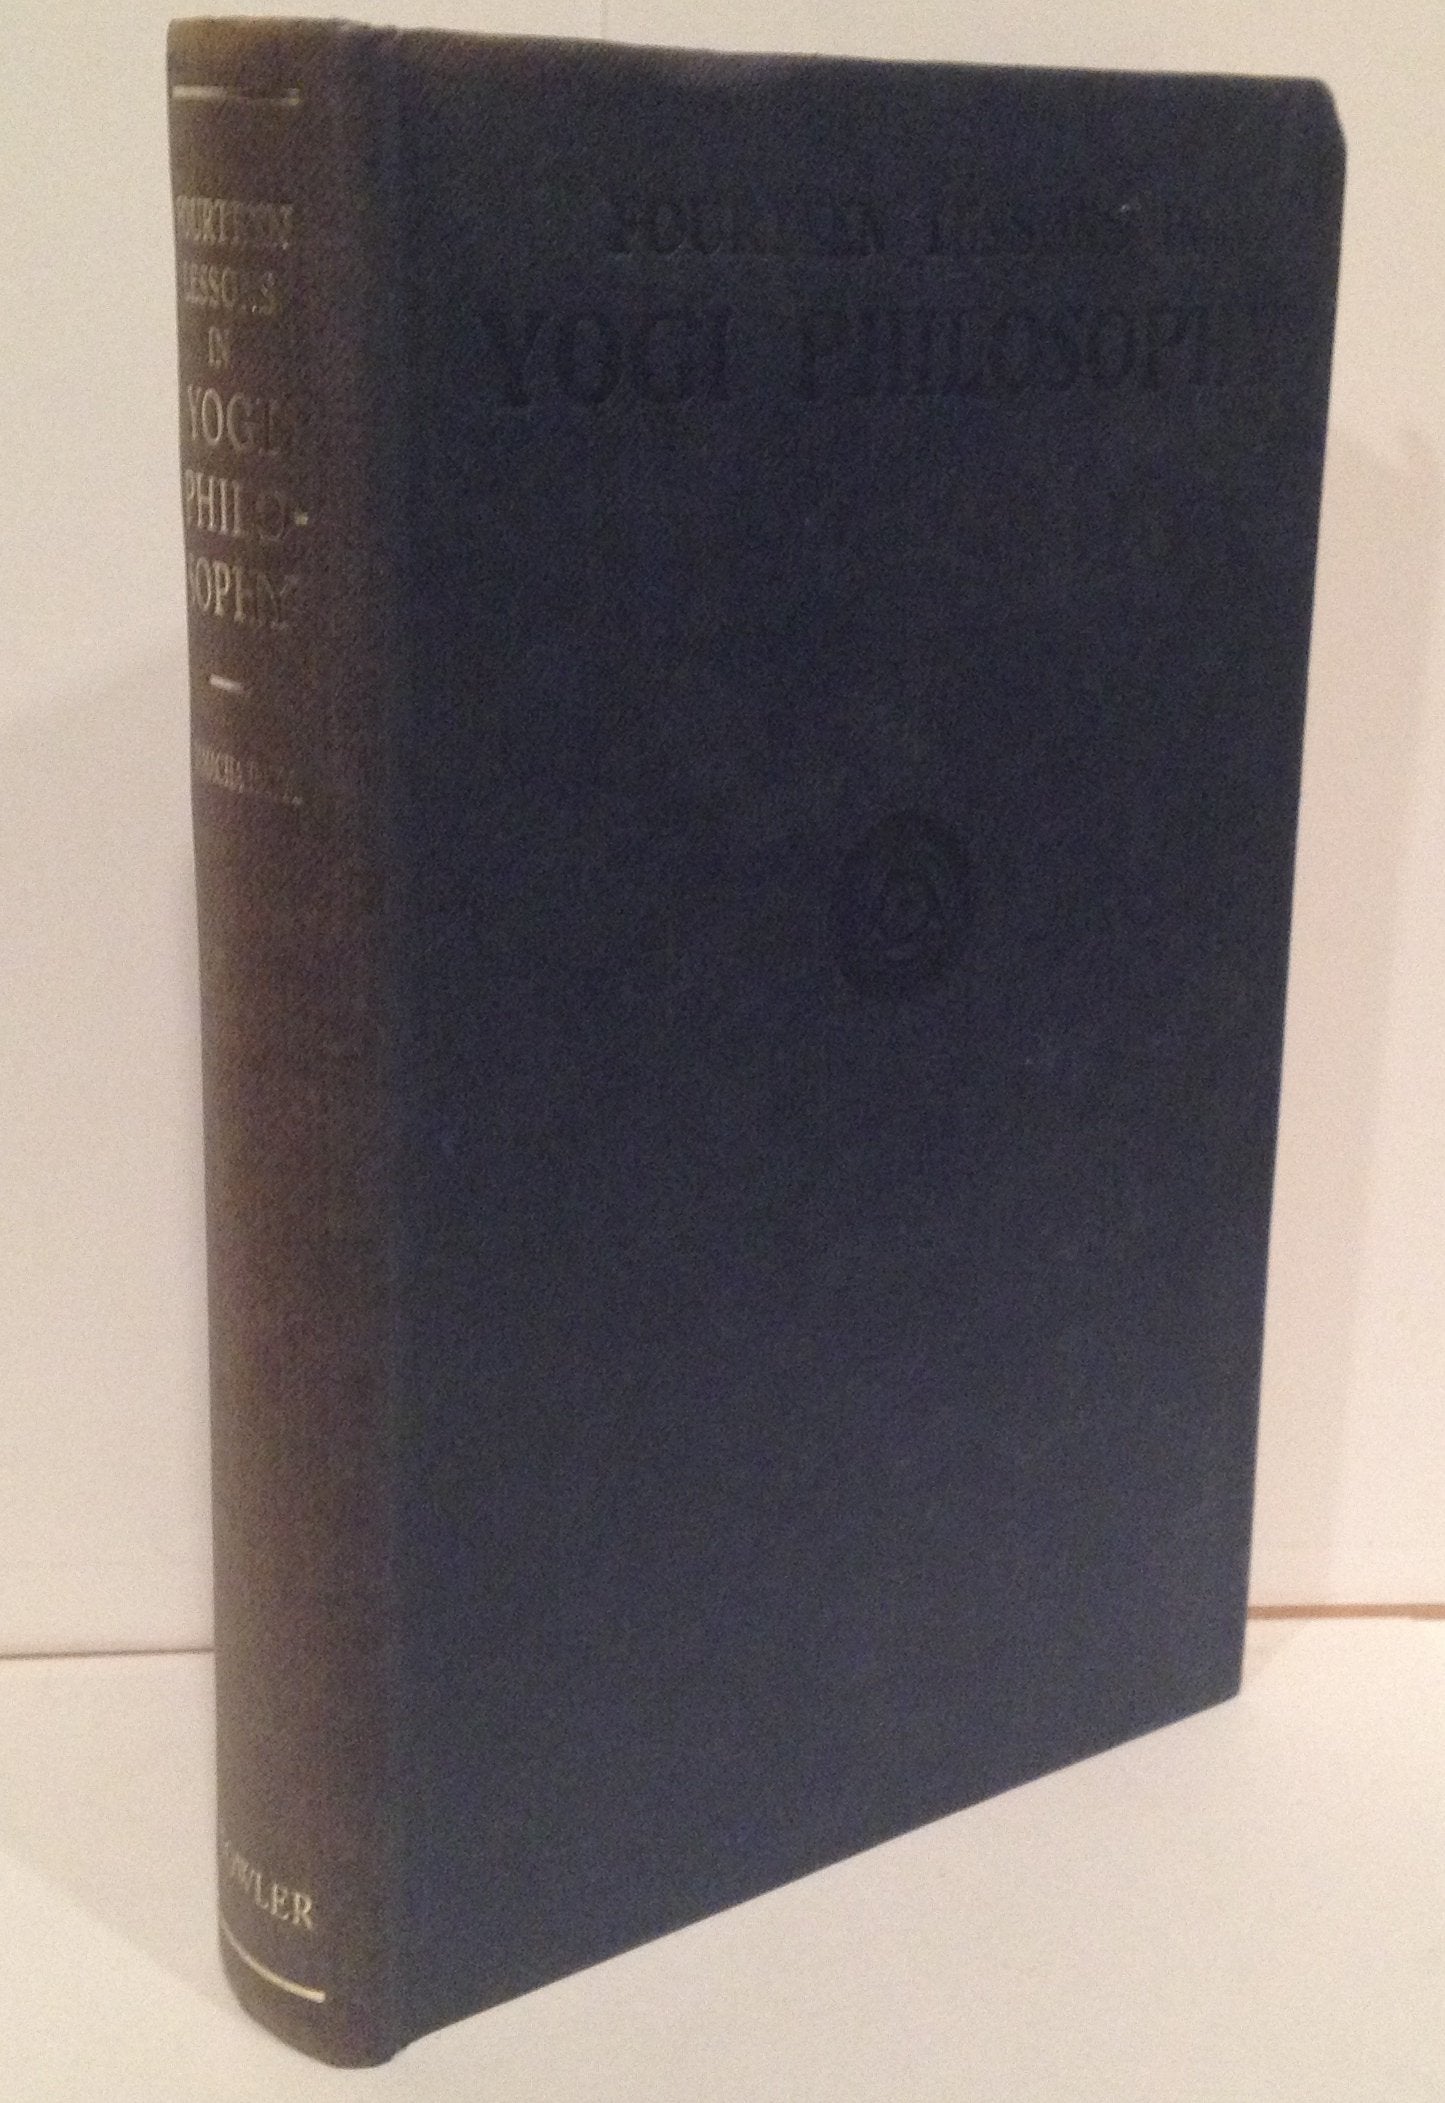 FOURTEEN
LESSONS
IN
YOGI
PHILO-
SOPHY
FOWLER
FOURTEEN LESSONS IN
YOGI PHILOSOPHY